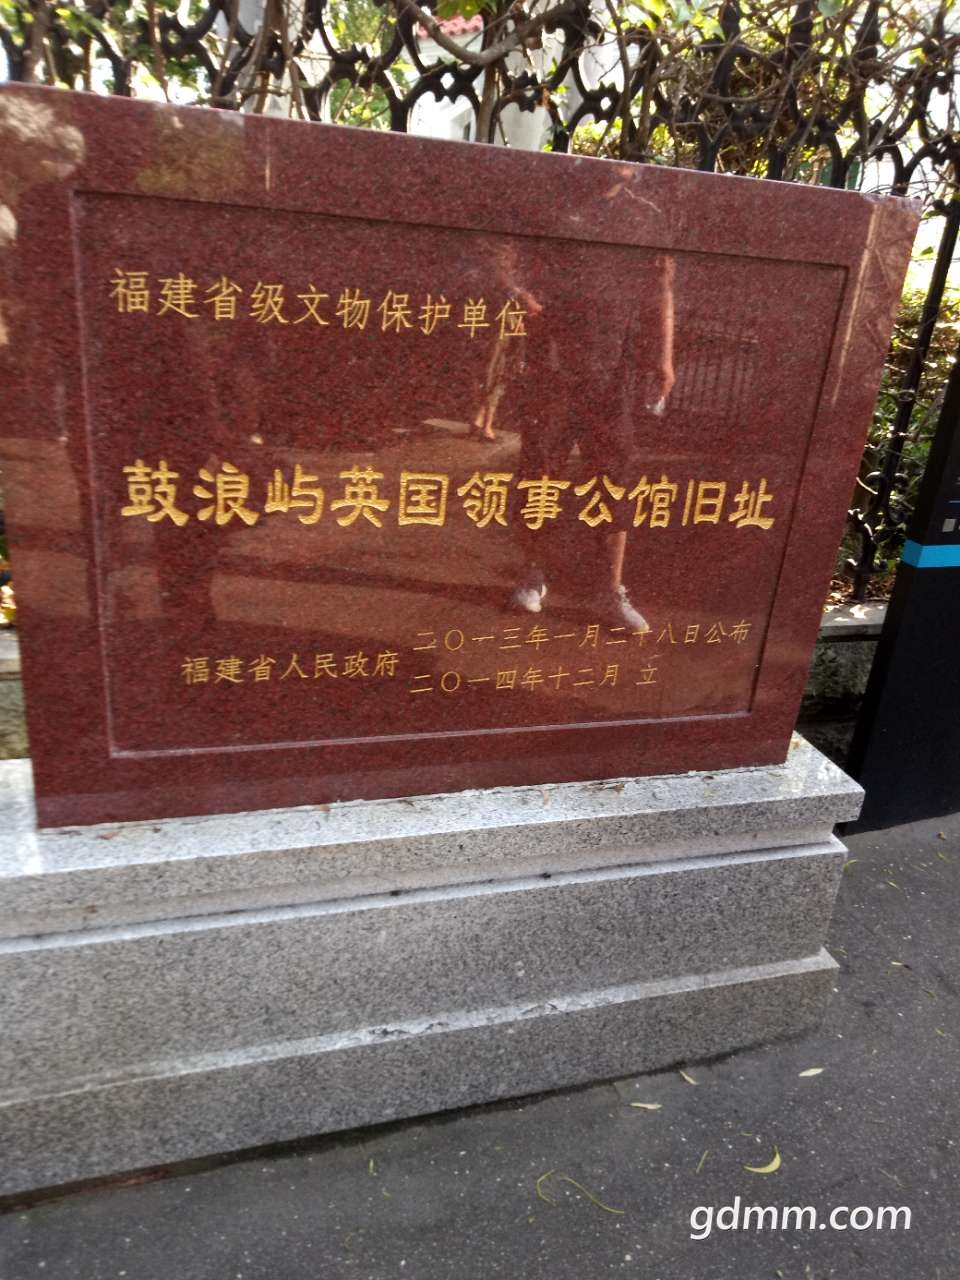 福建省级文物保护单位
鼓浪屿英国领事公馆旧址
福建省人民政府
二〇一三年一月二十八日公布
二〇一四年十二月 立
gdmm.com